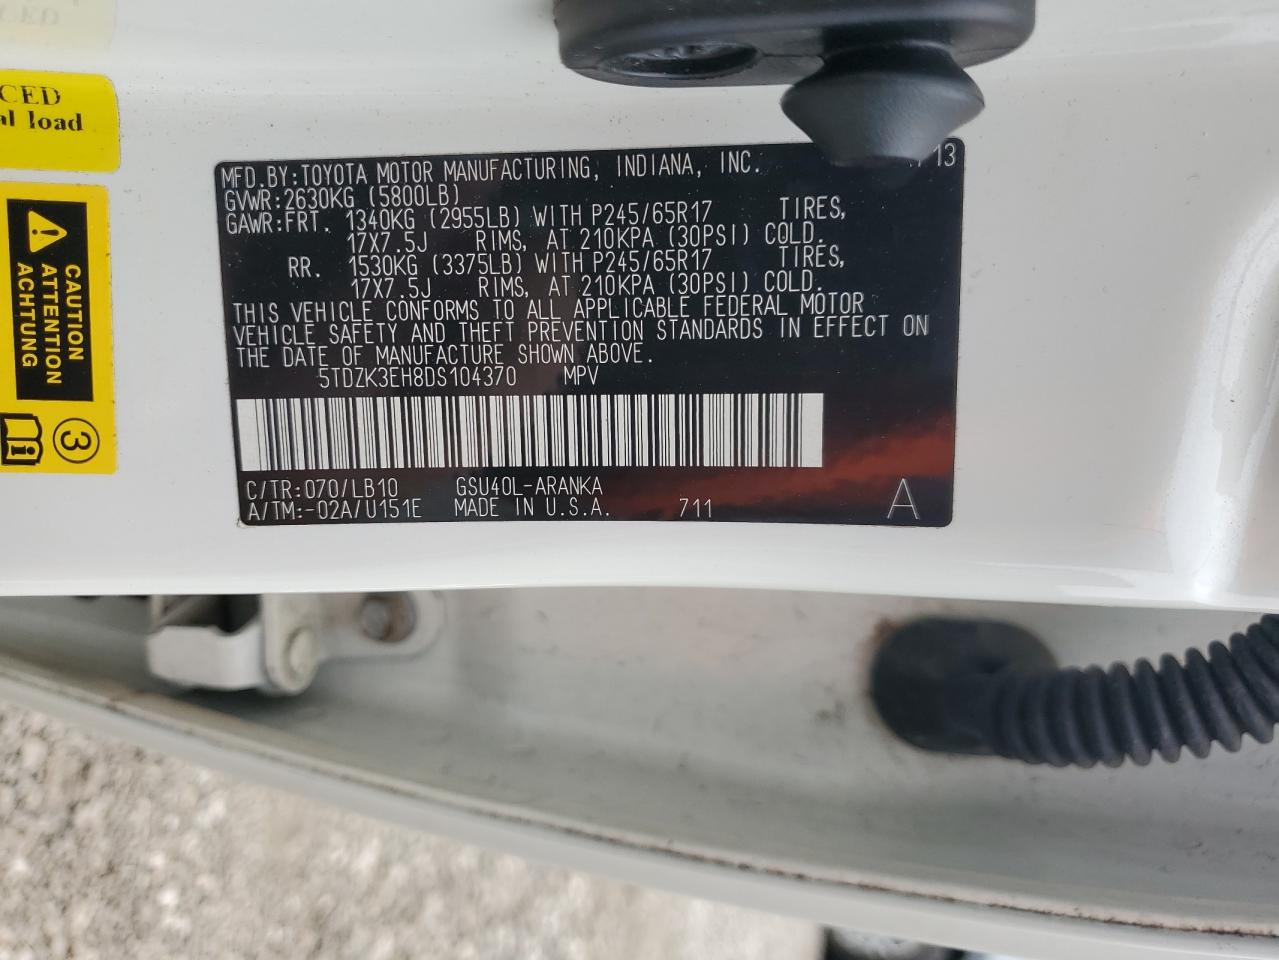 CED
al load
CAUTION
ATTENTION
ACHTUNG
3
MFD.BY:TOYOTA MOTOR MANUFACTURING, INDIANA, INC. 13
GVWR:2630KG (5800LB)
GAWR:FRT. 1340KG (2955LB) WITH P245/65R17 TIRES,
17X7.5J RIMS, AT 210KPA (30PSI) COLD.
RR. 1530KG (3375LB) WITH P245/65R17 TIRES,
17X7.5J RIMS, AT 210KPA (30PSI) COLD.
THIS VEHICLE CONFORMS TO ALL APPLICABLE FEDERAL MOTOR
VEHICLE SAFETY AND THEFT PREVENTION STANDARDS IN EFFECT ON
THE DATE OF MANUFACTURE SHOWN ABOVE.
5TDZK3EH8DS104370 MPV
C/TR:070/LB10 GSU40L-ARANKA
A/TM:-02A/U151E MADE IN U.S.A. 711 A